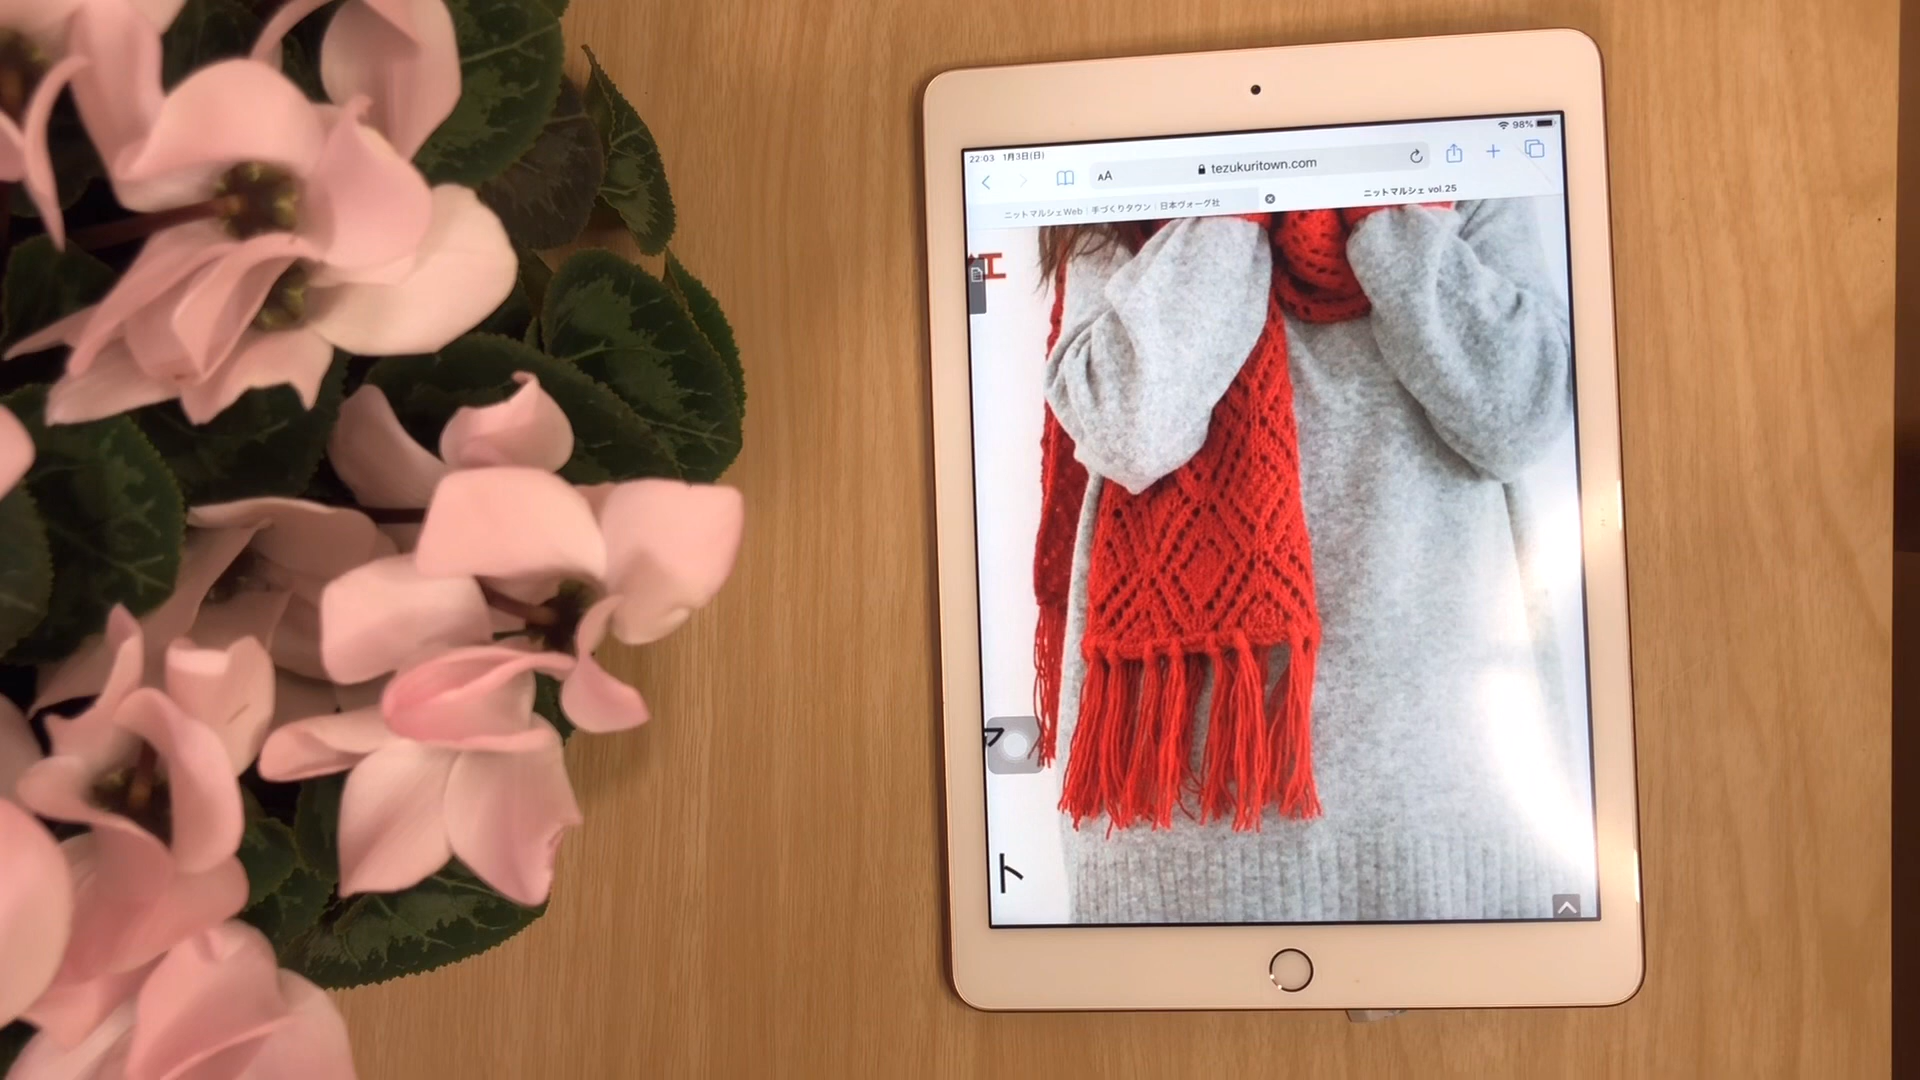 22:03 1月3日(日)
98%
AA
tezukuritown.com
ニットマルシェWeb | 手づくりタウン | 日本ヴォーグ社
ニットマルシェ vol.25
ト